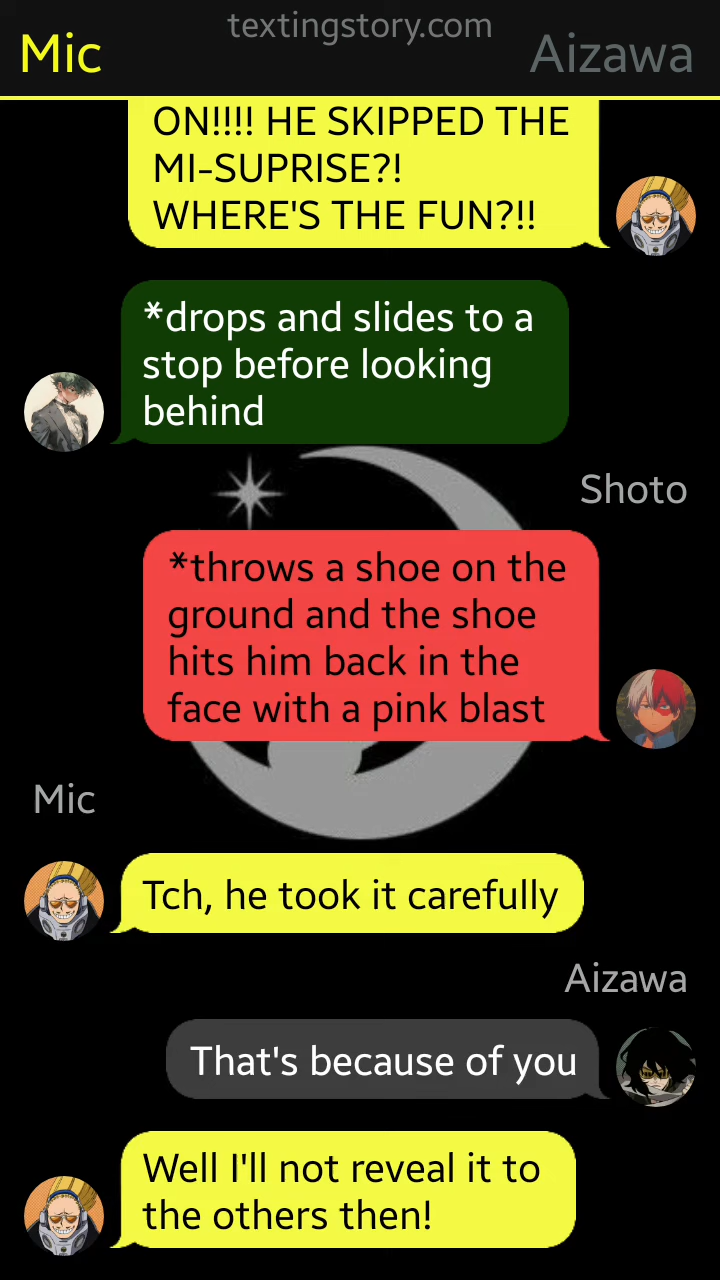 textingstory.com
Mic
Aizawa
ON!!!! HE SKIPPED THE
MI-SUPRISE?!
WHERE'S THE FUN?!!
*drops and slides to a
stop before looking
behind
Shoto
*throws a shoe on the
ground and the shoe
hits him back in the
face with a pink blast
Mic
Tch, he took it carefully
Aizawa
That's because of you
Well I'll not reveal it to
the others then!